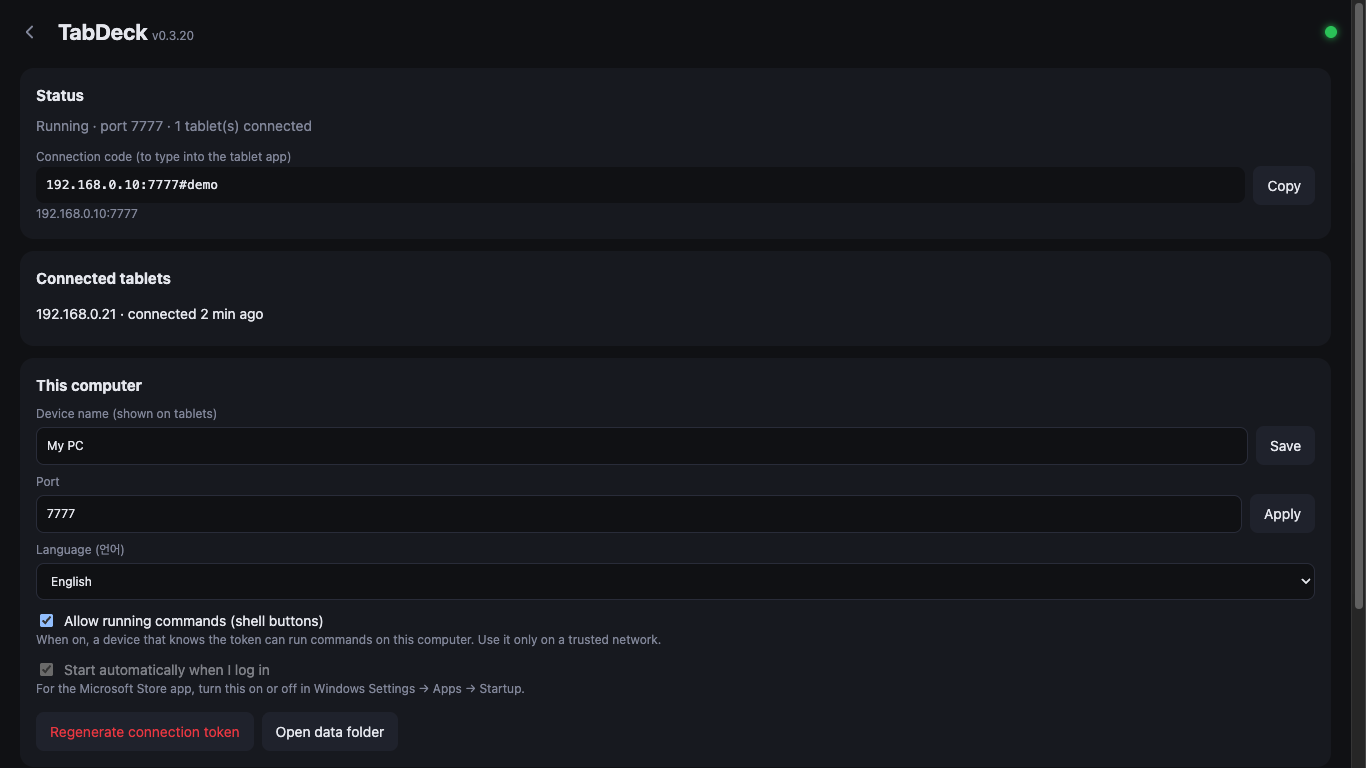 TabDeck v0.3.20
Status
Running · port 7777 · 1 tablet(s) connected
Connection code (to type into the tablet app)
192.168.0.10:7777#demo
Copy
192.168.0.10:7777
Connected tablets
192.168.0.21 · connected 2 min ago
This computer
Device name (shown on tablets)
My PC
Save
Port
7777
Apply
Language (언어)
English
Allow running commands (shell buttons)
When on, a device that knows the token can run commands on this computer. Use it only on a trusted network.
Start automatically when I log in
For the Microsoft Store app, turn this on or off in Windows Settings → Apps → Startup.
Regenerate connection token
Open data folder